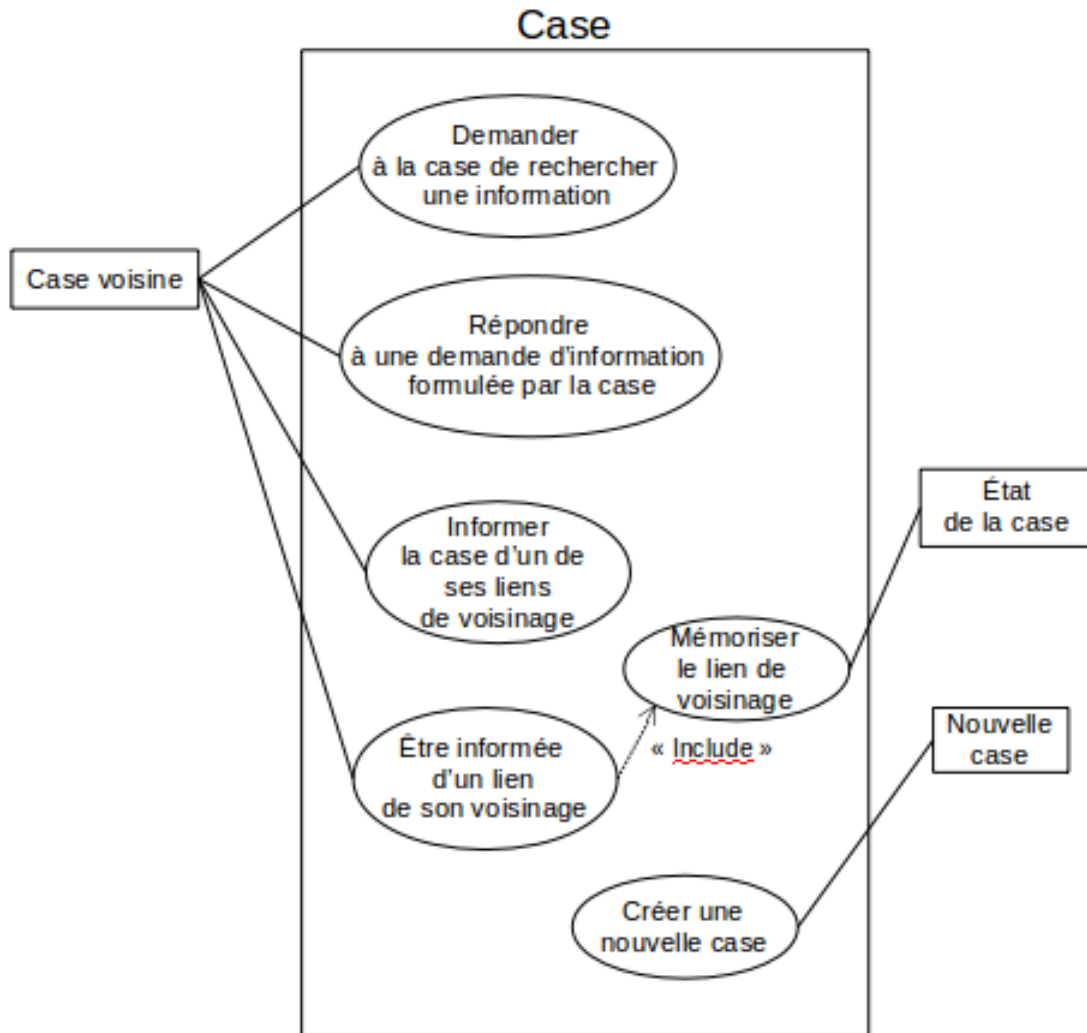 Case
Demander
à la case de rechercher
une information
Case voisine
Répondre
à une demande d'information
formulée par la case
État
de la case
Informer
la case d'un de
ses liens
de voisinage
Mémoriser
le lien de
voisinage
Nouvelle
case
Être informée
d'un lien
de son voisinage
« Include »
Créer une
nouvelle case